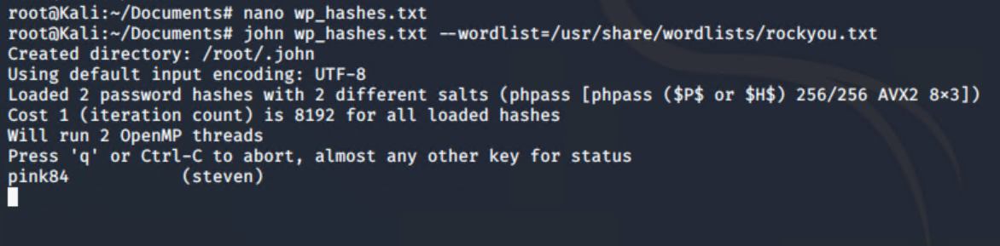 root@Kali:~/Documents# nano wp_hashes.txt
root@Kali:~/Documents# john wp_hashes.txt --wordlist=/usr/share/wordlists/rockyou.txt
Created directory: /root/.john
Using default input encoding: UTF-8
Loaded 2 password hashes with 2 different salts (phpass [phpass ($P$ or $H$) 256/256 AVX2 8×3])
Cost 1 (iteration count) is 8192 for all loaded hashes
Will run 2 OpenMP threads
Press 'q' or Ctrl-C to abort, almost any other key for status
pink84           (steven)